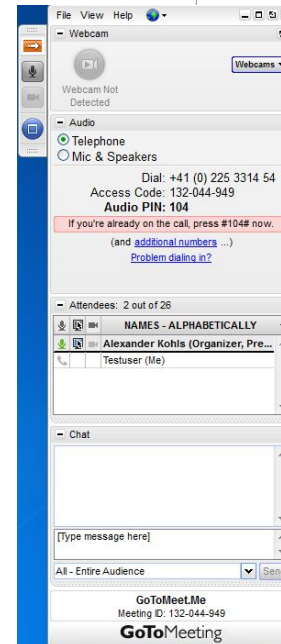 File View Help
Webcam
Webcam Not
Detected
Webcams
Audio
Telephone
Mic & Speakers
Dial: +41 (0) 225 3314 54
Access Code: 132-044-949
Audio PIN: 104
If you're already on the call, press #104# now.
(and additional numbers ...)
Problem dialing in?
Attendees: 2 out of 26
NAMES - ALPHABETICALLY
Alexander Kohls (Organizer, Pre...
Testuser (Me)
Chat
[Type message here]
All - Entire Audience
Sen
GoToMeet.Me
Meeting ID: 132-044-949
GoToMeeting